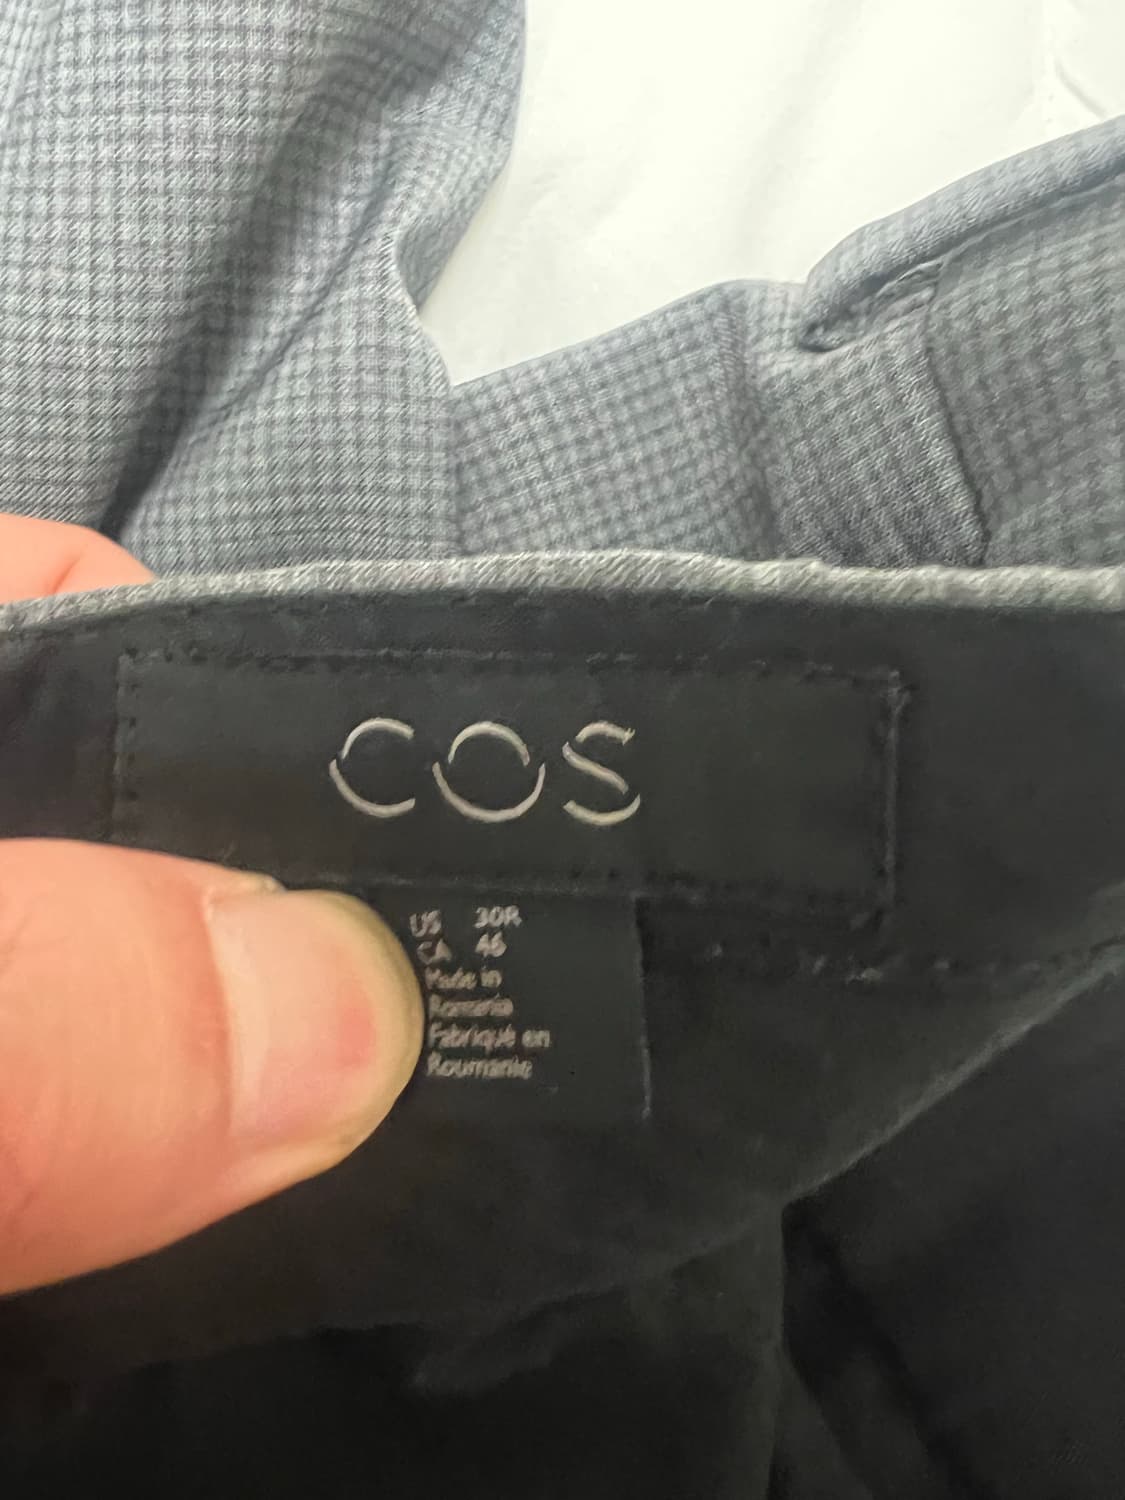 COS
US 30R
CA 46
Made in
Romania
Fabriqué en
Roumanie